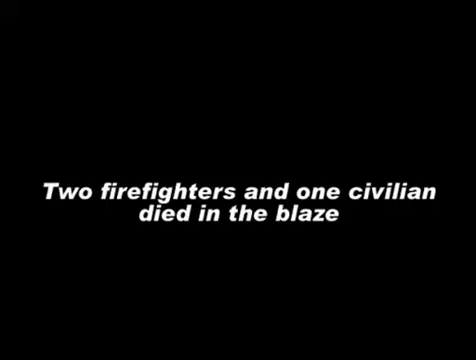 Two firefighters and one civilian
died in the blaze